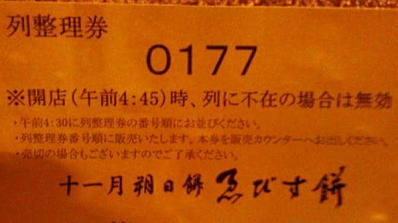 列整理券
0177
※開店(午前4:45)時、列に不在の場合は無効
・午前4:30に列整理券の番号順にお並びください。
・列整理券番号順に販売いたします。本券を販売カウンターへお出しください。
・売切の場合もございますのでご了承ください。
十一月朔日餅 ゑびす餅